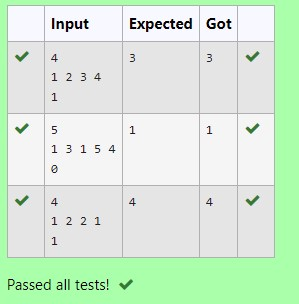 Input Expected Got
4 3 3
1 2 3 4
1
5 1 1
1 3 1 5 4
0
4 4 4
1 2 2 1
1
Passed all tests!